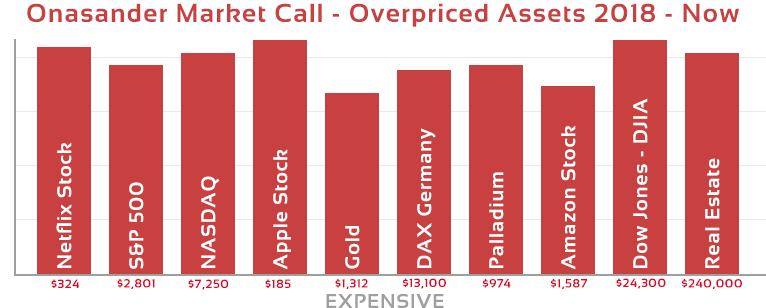 Onasander Market Call - Overpriced Assets 2018 - Now
Netflix Stock
S&P 500
NASDAQ
Apple Stock
Gold
DAX Germany
Palladium
Amazon Stock
Dow Jones - DJIA
Real Estate
$324 $2,801 $7,250 $185 $1,312 $13,100 $974 $1,587 $24,300 $240,000
EXPENSIVE